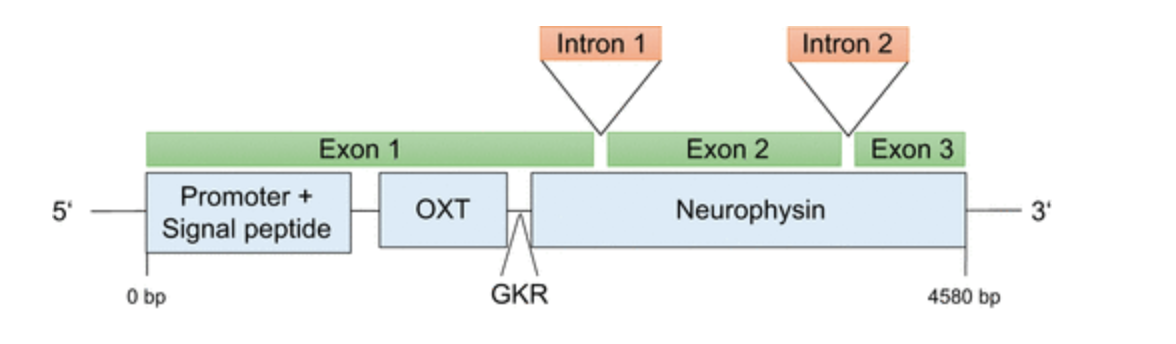 Intron 1
Intron 2
Exon 1
Exon 2
Exon 3
Promoter +
Signal peptide
OXT
Neurophysin
5‘
3‘
GKR
0 bp
4580 bp